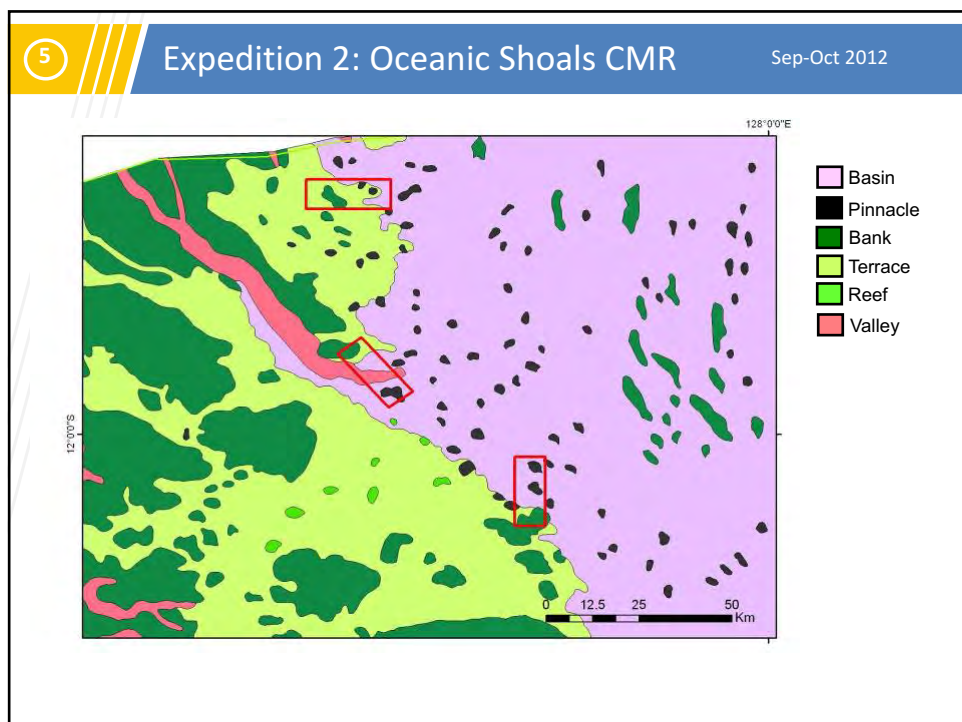 5
Expedition 2: Oceanic Shoals CMR
Sep-Oct 2012
128°0'0"E
12°0'0"S
Basin
Pinnacle
Bank
Terrace
Reef
Valley
0 12.5 25 50
Km